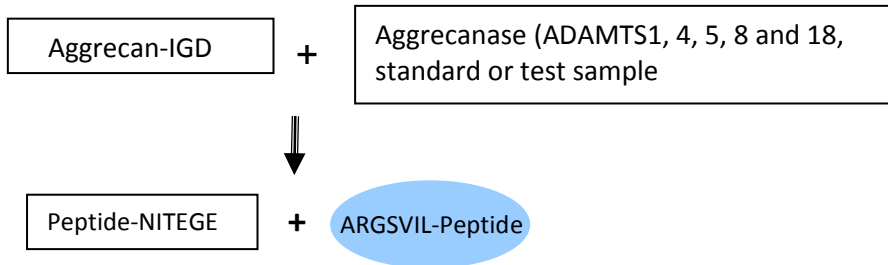 Aggrecan-IGD
+
Aggrecanase (ADAMTS1, 4, 5, 8 and 18,
standard or test sample
Peptide-NITEGE
+
ARGSVIL-Peptide